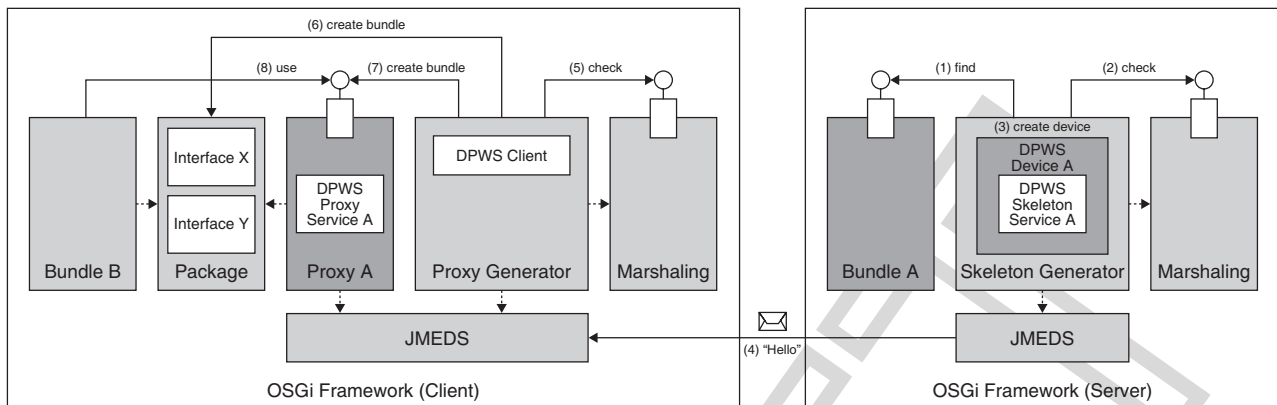 (6) create bundle
(8) use
(7) create bundle
(5) check
Interface X
Interface Y
DPWS
Proxy
Service A
DPWS Client
Bundle B
Package
Proxy A
Proxy Generator
Marshaling
JMEDS
OSGi Framework (Client)
(4) “Hello”
(1) find
(2) check
(3) create device
DPWS
Device A
DPWS
Skeleton
Service A
Bundle A
Skeleton Generator
Marshaling
JMEDS
OSGi Framework (Server)